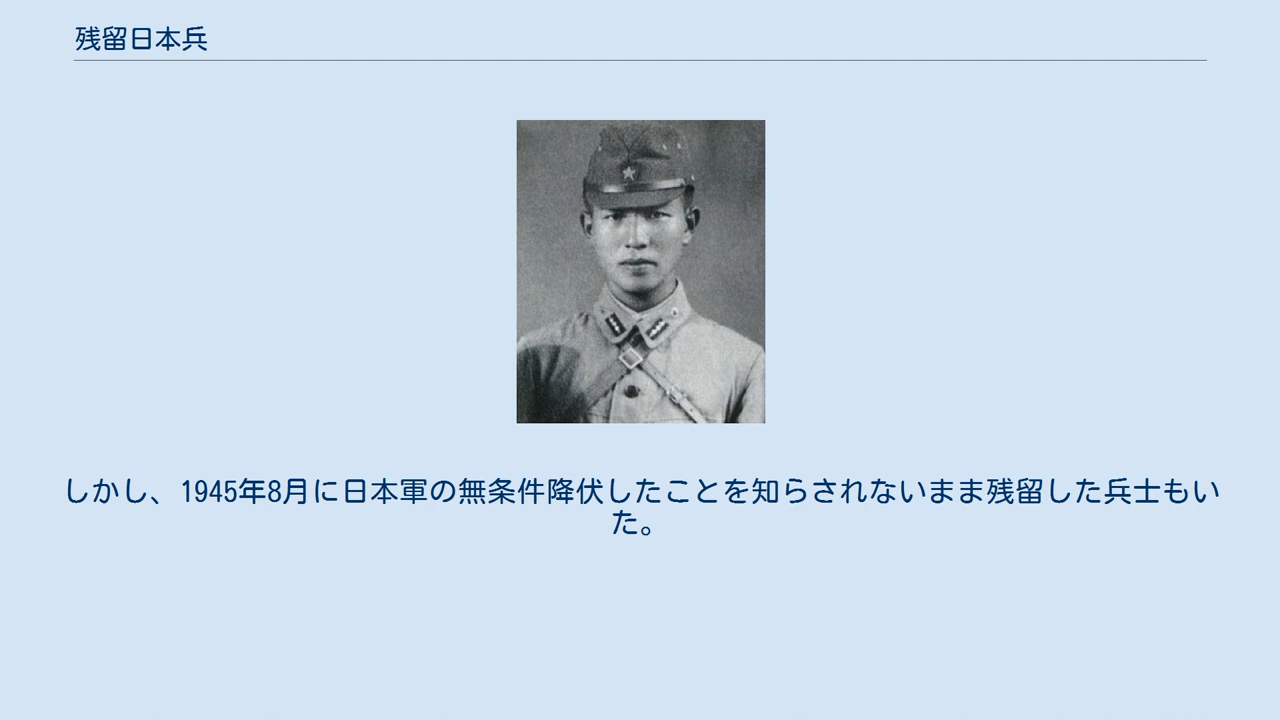 残留日本兵
しかし、1945年8月に日本軍の無条件降伏したことを知らされないまま残留した兵士もい
た。